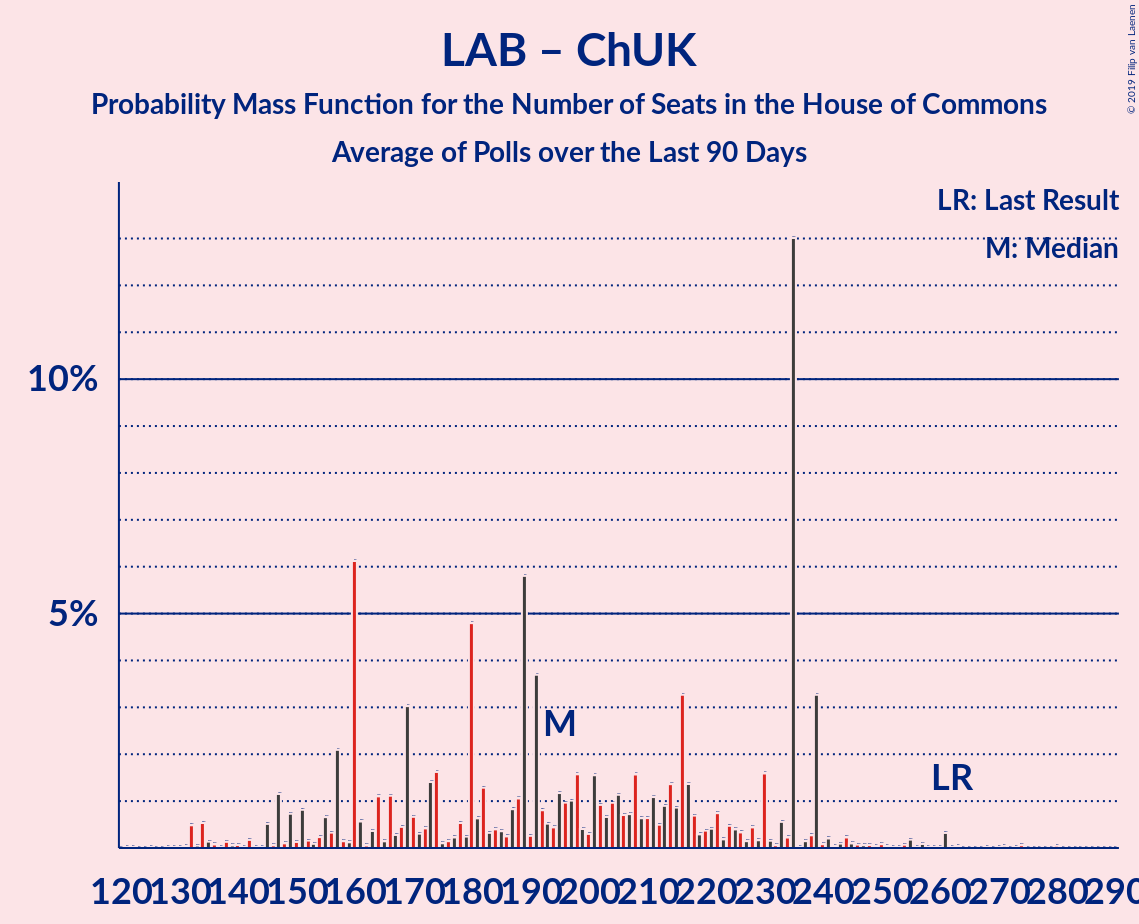 LAB – ChUK
Probability Mass Function for the Number of Seats in the House of Commons
Average of Polls over the Last 90 Days
© 2019 Filip van Laenen
LR: Last Result
M: Median
10%
5%
M
LR
120 130 140 150 160 170 180 190 200 210 220 230 240 250 260 270 280 290